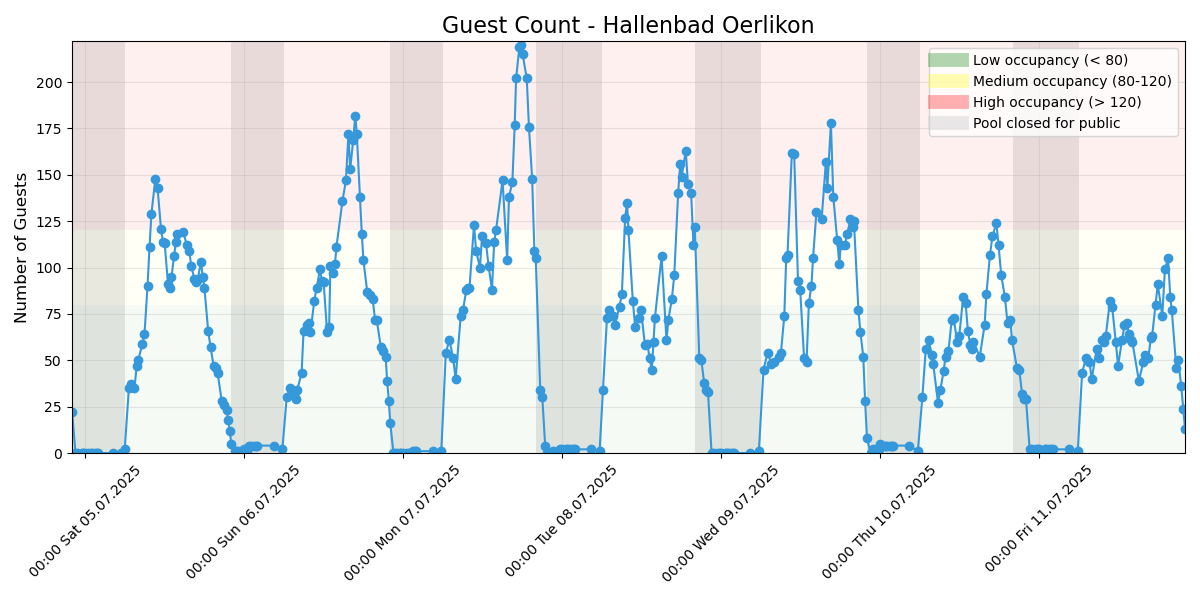 Guest Count - Hallenbad Oerlikon
Number of Guests
200
175
150
125
100
75
50
25
0
Low occupancy (< 80)
Medium occupancy (80-120)
High occupancy (> 120)
Pool closed for public
00:00 Sat 05.07.2025
00:00 Sun 06.07.2025
00:00 Mon 07.07.2025
00:00 Tue 08.07.2025
00:00 Wed 09.07.2025
00:00 Thu 10.07.2025
00:00 Fri 11.07.2025